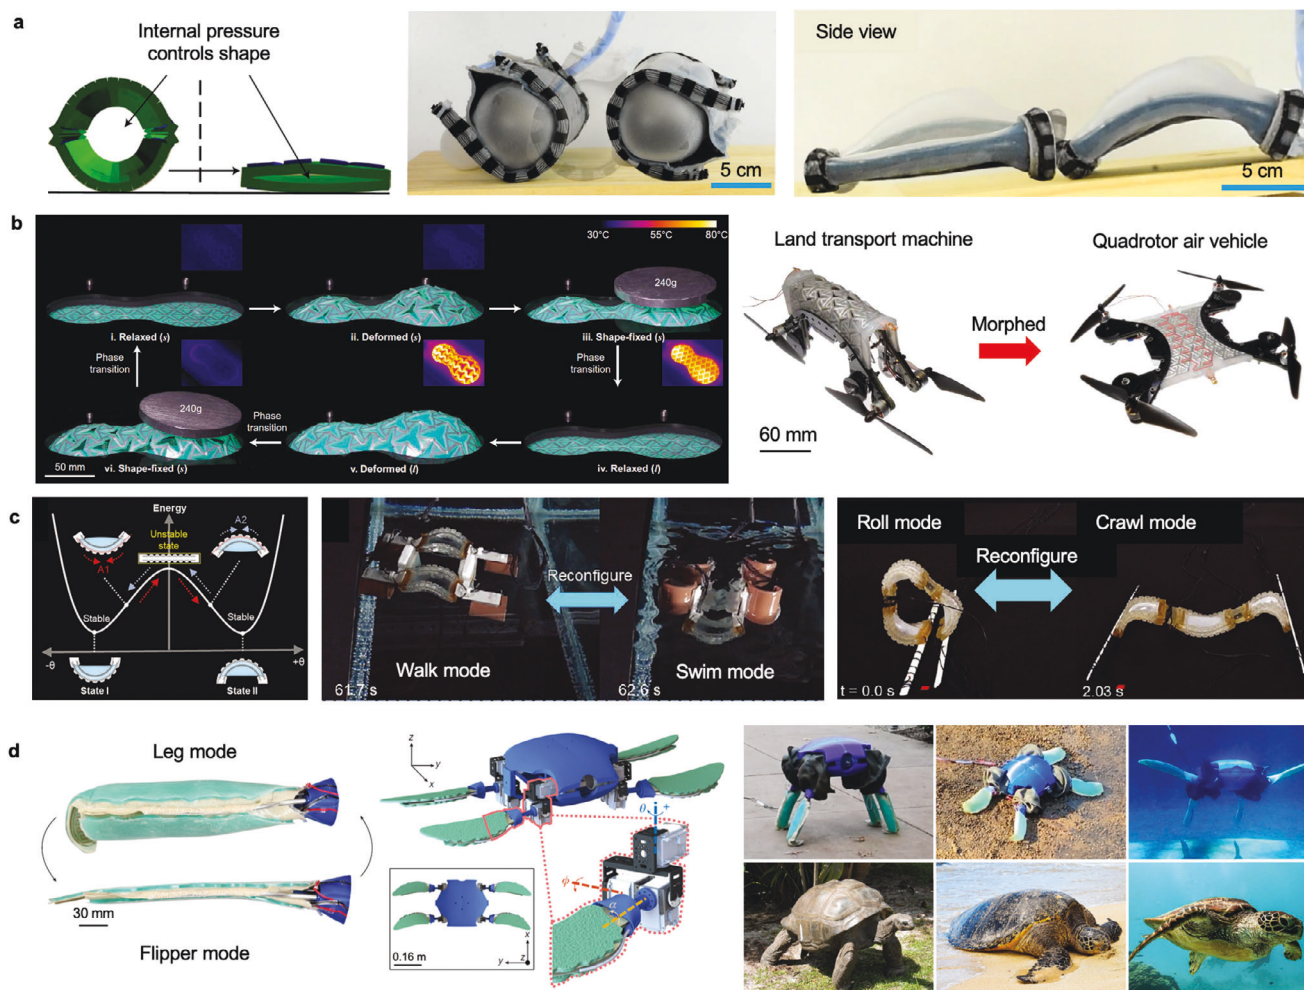 a
Internal pressure
controls shape
5 cm
Side view
5 cm
b
30°C 55°C 80°C
240g
i. Relaxed (s)
ii. Deformed (s)
iii. Shape-fixed (s)
Phase
transition
Phase
transition
240g
Phase
transition
50 mm
vi. Shape-fixed (s)
v. Deformed (l)
iv. Relaxed (l)
Land transport machine
Quadrotor air vehicle
Morphed
60 mm
c
Energy
Unstable
state
A1
A2
Stable
Stable
-θ
+θ
State I
State II
Reconfigure
Walk mode
Swim mode
61.7 s
62.6 s
Roll mode
Crawl mode
Reconfigure
t = 0.0 s
2.03 s
d
Leg mode
30 mm
Flipper mode
z
y
x
θ
+
ϕ
α
0.16 m
x
y
z